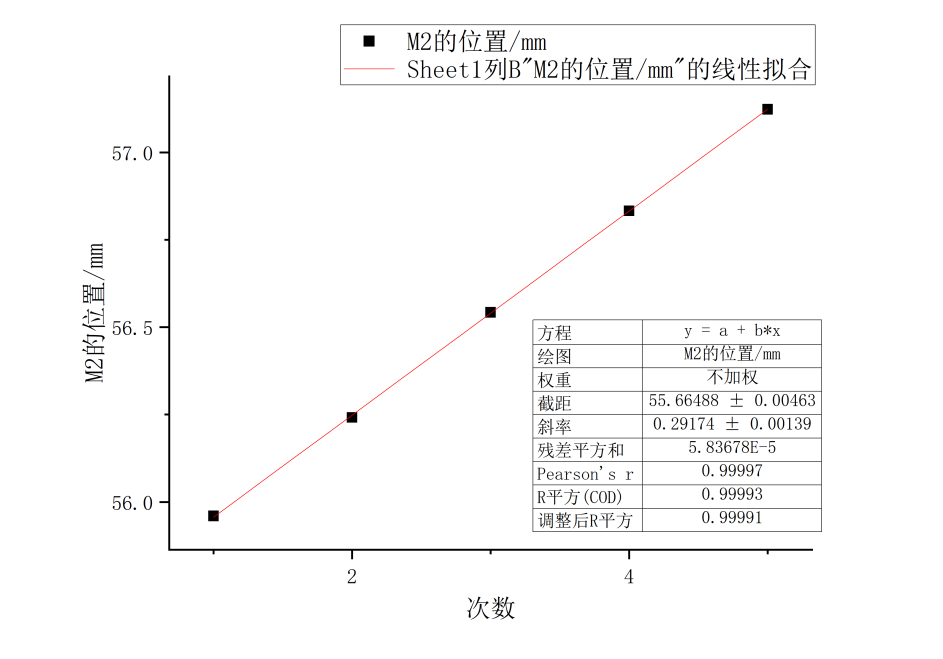 M2的位置/mm
Sheet1列B"M2的位置/mm"的线性拟合
57.0
56.5
56.0
M2的位置/mm
方程 y = a + b*x
绘图 M2的位置/mm
权重 不加权
截距 55.66488 ± 0.00463
斜率 0.29174 ± 0.00139
残差平方和 5.83678E-5
Pearson's r 0.99997
R平方(COD) 0.99993
调整后R平方 0.99991
2 4
次数